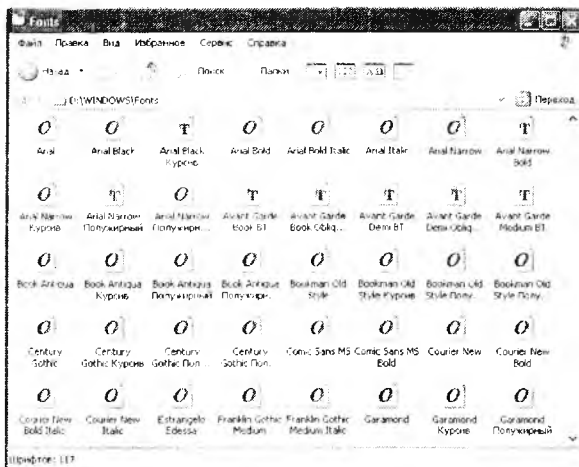 Fonts
Файл Правка Вид Избранное Сервис Справка
Назад Поиск Папки
D:\WINDOWS\Fonts Переход
Arial Arial Black Arial Black Arial Bold Arial Bold Italic Arial Italic Arial Narrow Arial Narrow
Курсив Bold
Arial Narrow Arial Narrow Arial Narrow Avant Garde Avant Garde Avant Garde Avant Garde Avant Garde
Курсив Полужирный Полужирн... Book BT Book Obliq... Demi BT Demi Obliq... Medium BT
Book Antiqua Book Antiqua Book Antiqua Book Antiqua Bookman Old Bookman Old Bookman Old Bookman Old
Курсив Полужирный Полужирн... Style Style Курсив Style Полу... Style Полу...
Century Century Century Century Comic Sans MS Comic Sans MS Courier New Courier New
Gothic Gothic Курсив Gothic Пол... Gothic Пол... Bold Bold
Courier New Courier New Estrangelo Franklin Gothic Franklin Gothic Garamond Garamond Garamond
Bold Italic Italic Edessa Medium Medium Italic Курсив Полужирный
Шрифтов: 117